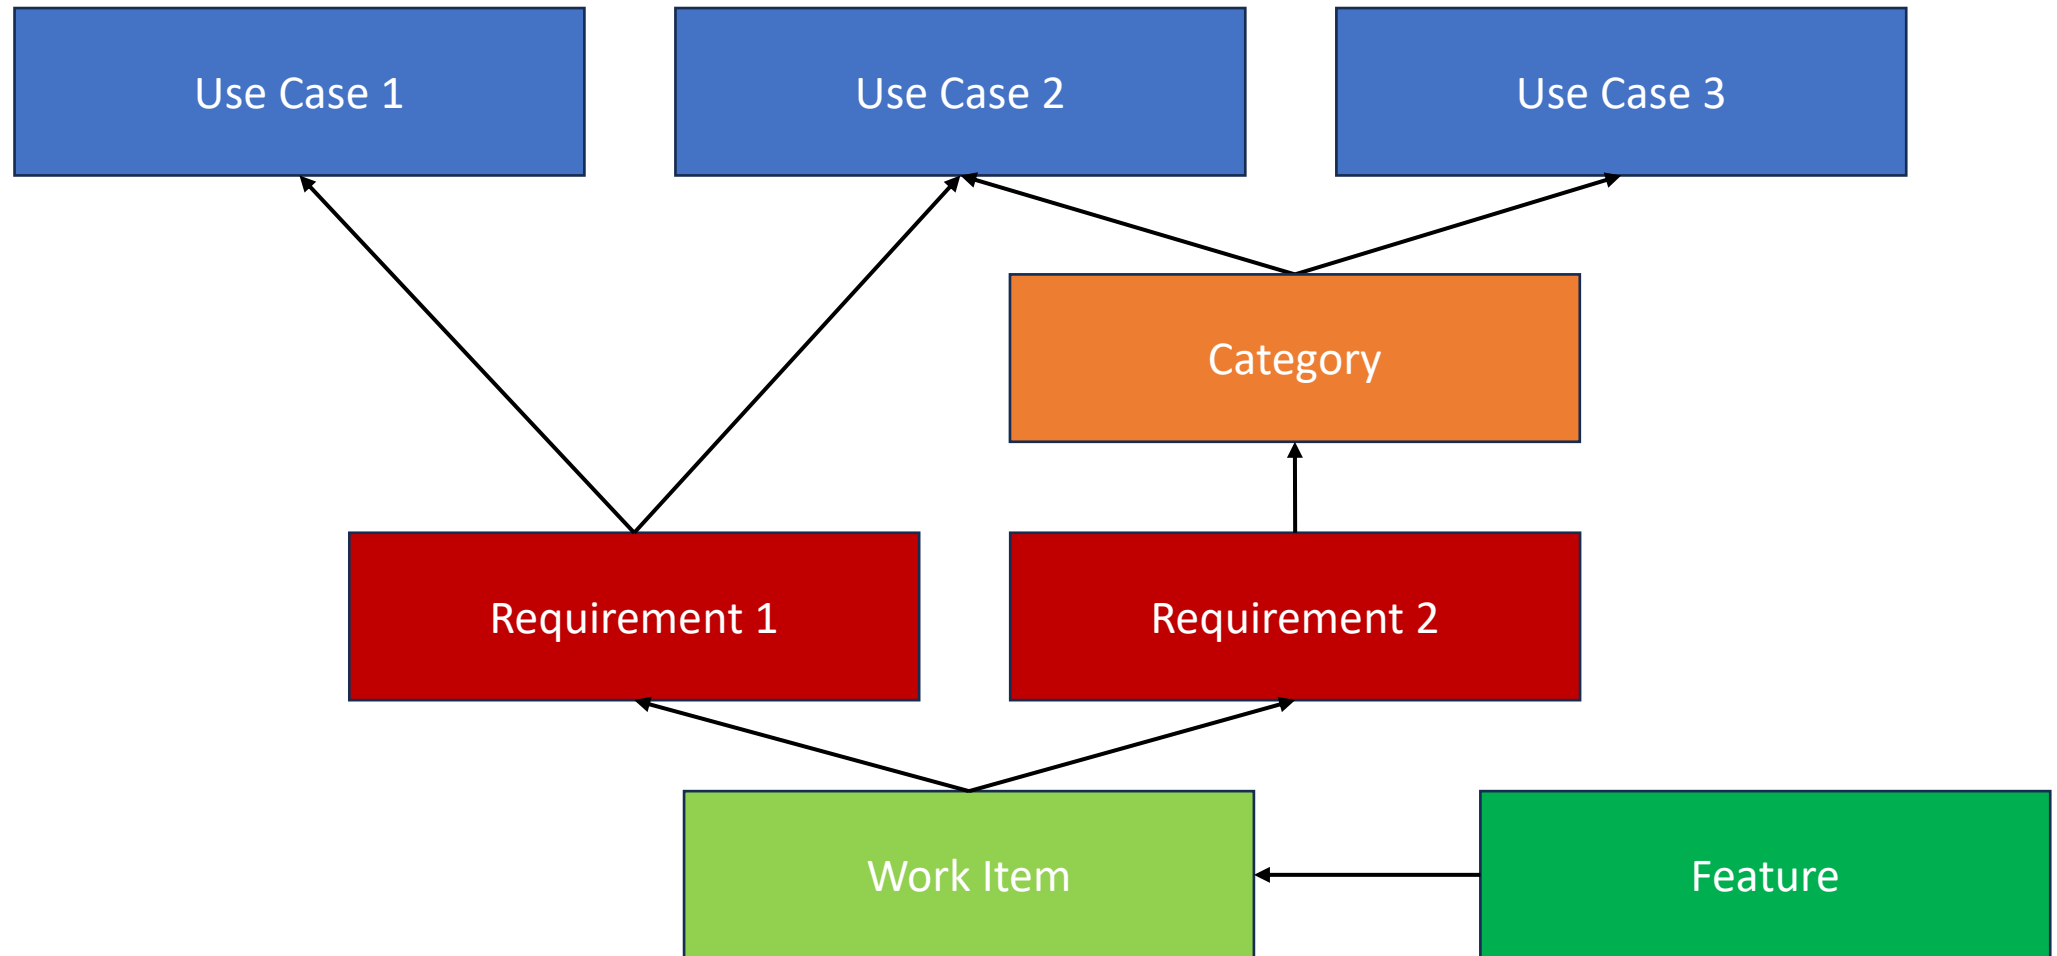 Use Case 1
Use Case 2
Use Case 3
Category
Requirement 1
Requirement 2
Work Item
Feature